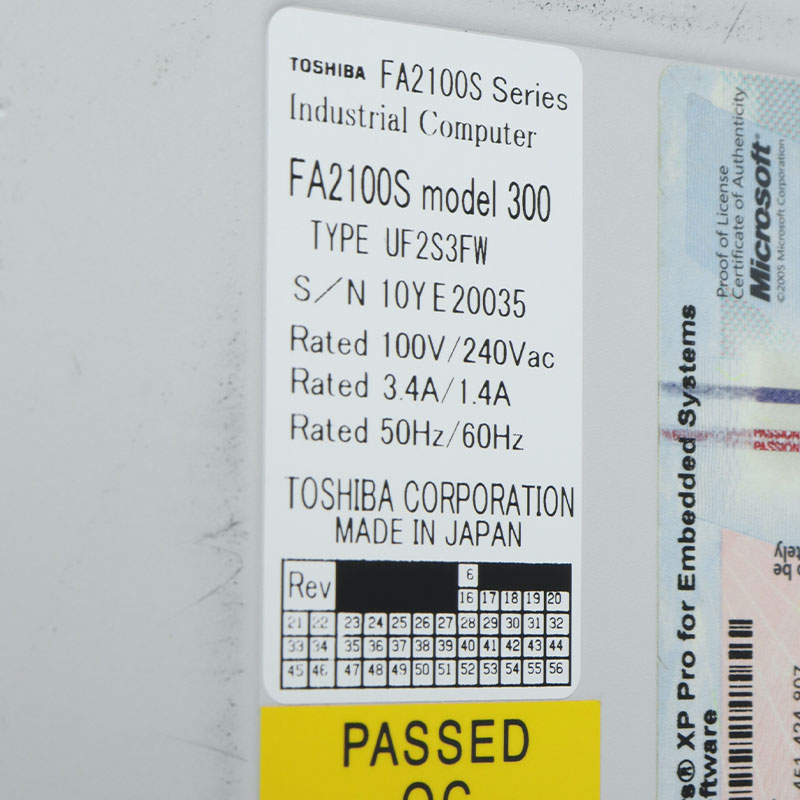 TOSHIBA FA2100S Series
Industrial Computer
FA2100S model 300
TYPE UF2S3FW
S/N 10YE20035
Rated 100V/240Vac
Rated 3.4A/1.4A
Rated 50Hz/60Hz
TOSHIBA CORPORATION
MADE IN JAPAN
Rev 6
16 17 18 19 20
21 22 23 24 25 26 27 28 29 30 31 32
33 34 35 36 37 38 39 40 41 42 43 44
45 46 47 48 49 50 51 52 53 54 55 56
PASSED
Proof of License
Certificate of Authenticity
Microsoft®
©2005 Microsoft Corporation
XP Pro for Embedded Systems
PASSION
PASSION
be